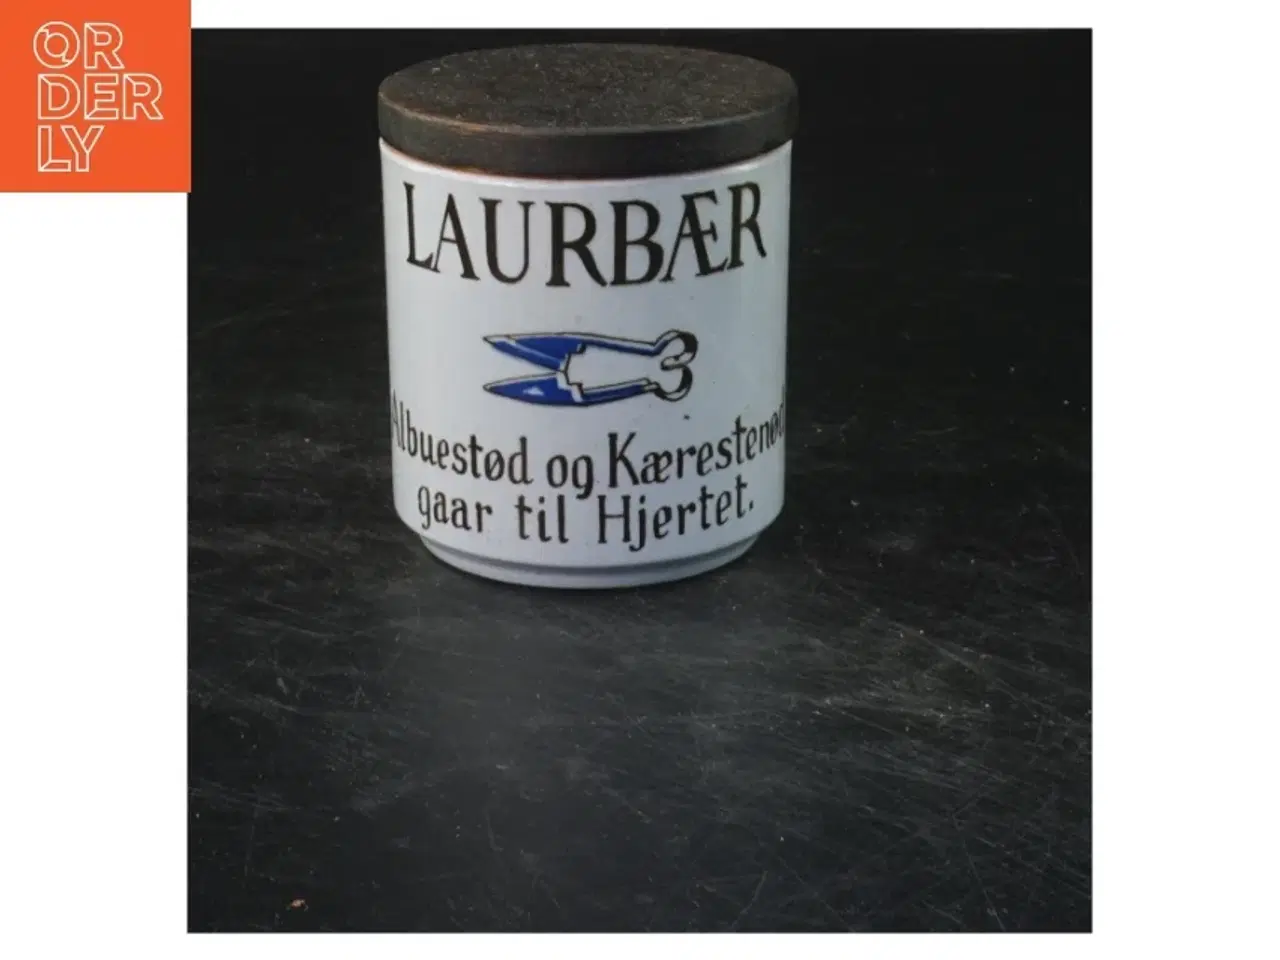 OR
DER
LY
LAURBÆR
Albuestød og Kærestenød
gaar til Hjertet.